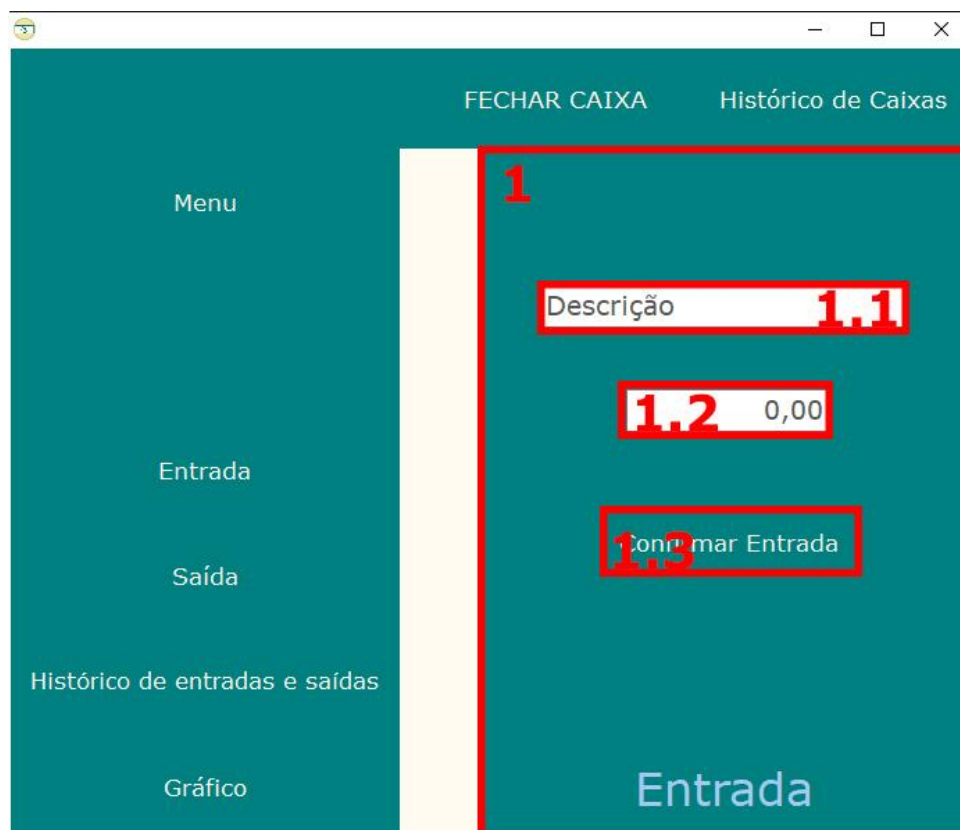 FECHAR CAIXA
Histórico de Caixas
Menu
Entrada
Saída
Histórico de entradas e saídas
Gráfico
1
Descrição 1.1
1.2 0,00
1.3 Confirmar Entrada
Entrada